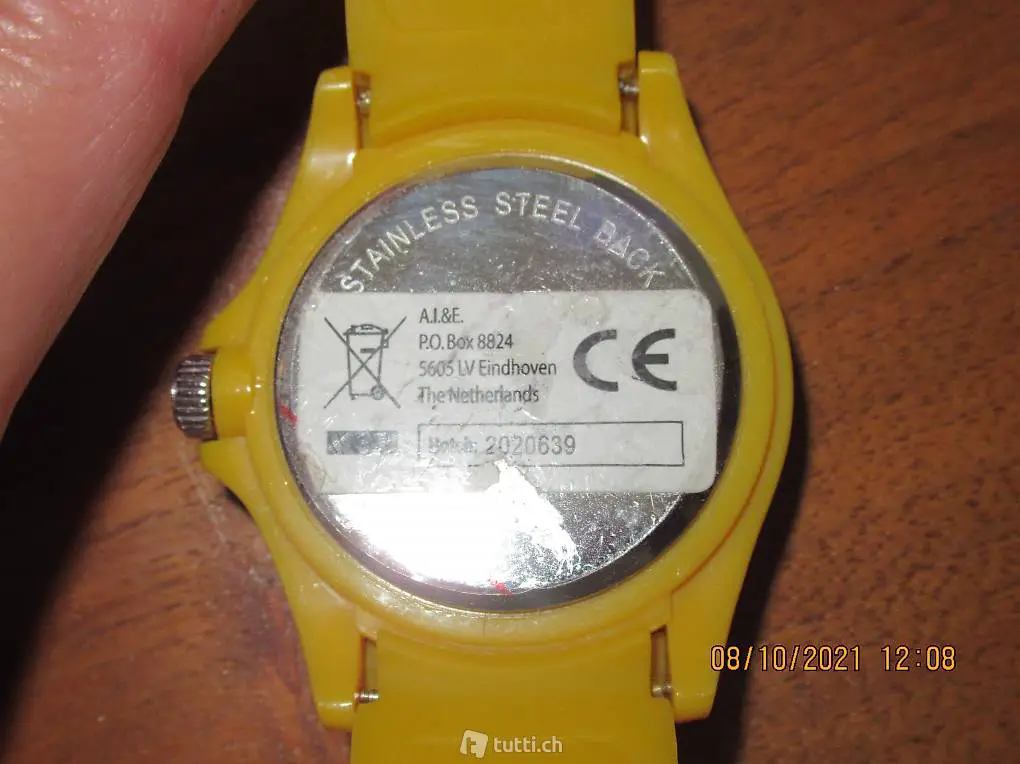 STAINLESS STEEL BACK
A.I.&E.
P.O. Box 8824
5605 LV Eindhoven
The Netherlands
CE
Batch: 2020639
08/10/2021 12:08
tutti.ch